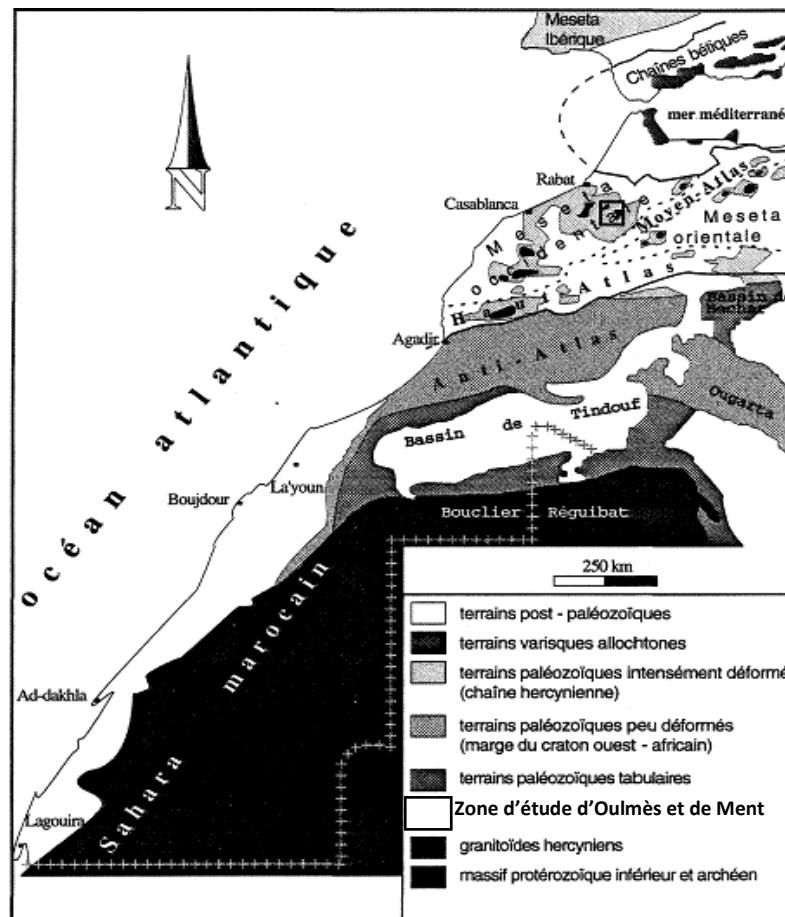 Meseta
Ibérique
Chaînes bétiques
mer méditerrané
Rabat
Casablanca
Meseta
occidentale
Moyen-Atlas
Meseta
orientale
Haut Atlas
Agadir
Anti-Atlas
Bassin de
Bechar
Ougarta
Bassin de Tindouf
océan atlantique
La'youn
Boujdour
Bouclier Réguibat
N
250 km
Ad-dakhla
Lagouira
Sahara marocain
terrains post - paléozoïques
terrains varisques allochtones
terrains paléozoïques intensément déformé
(chaîne hercynienne)
terrains paléozoïques peu déformés
(marge du craton ouest - africain)
terrains paléozoïques tabulaires
Zone d'étude d'Oulmès et de Ment
granitoïdes hercyniens
massif protérozoïque inférieur et archéen